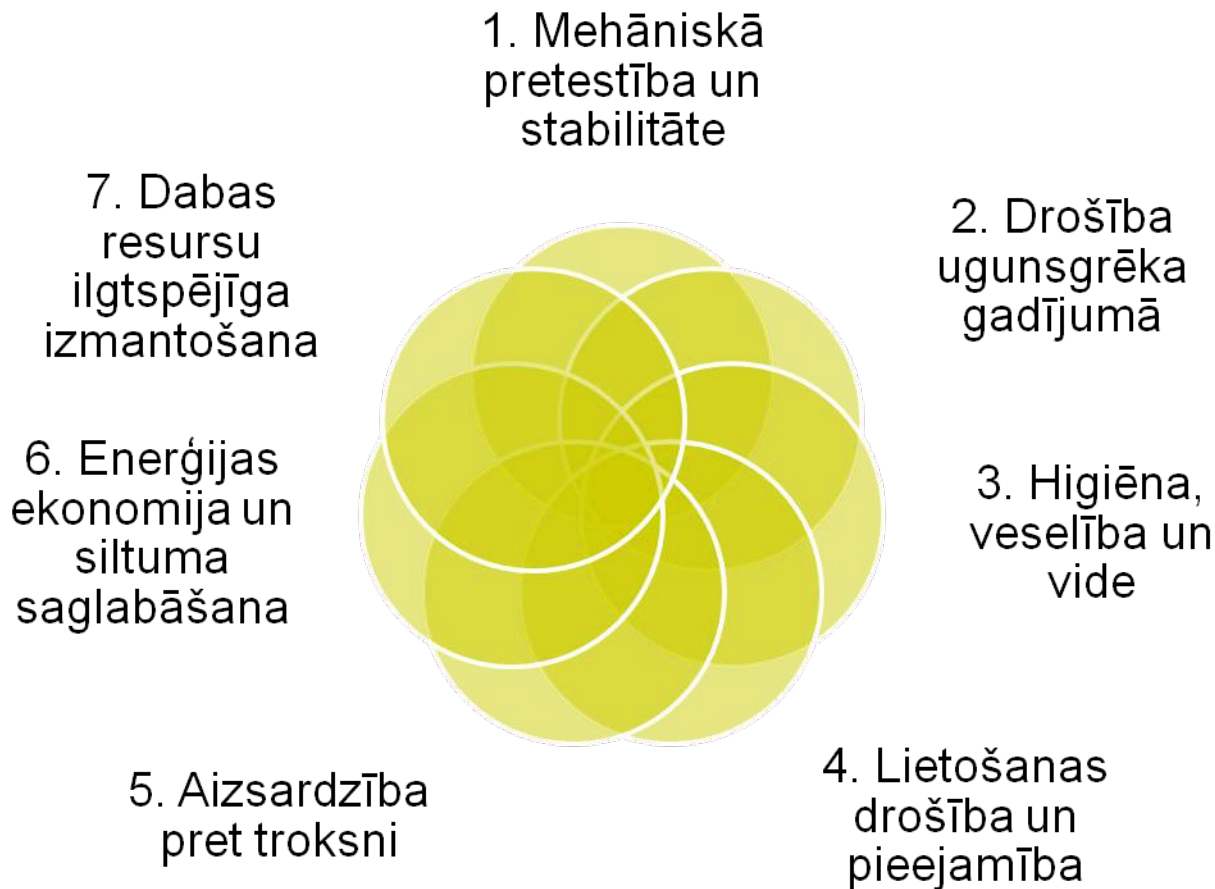 1. Mehāniskā
pretestība un
stabilitāte
2. Drošība
ugunsgrēka
gadījumā
3. Higiēna,
veselība un
vide
4. Lietošanas
drošība un
pieejamība
5. Aizsardzība
pret troksni
6. Enerģijas
ekonomija un
siltuma
saglabāšana
7. Dabas
resursu
ilgtspējīga
izmantošana